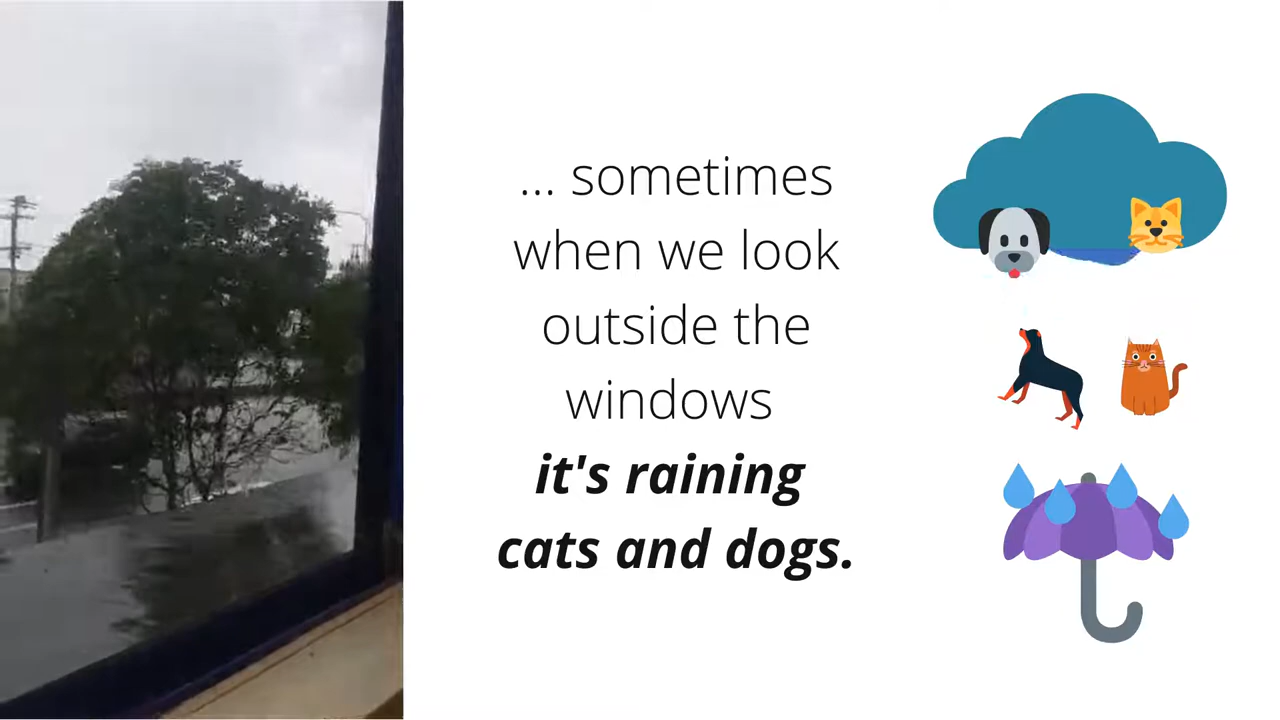 ... sometimes
when we look
outside the
windows
it's raining
cats and dogs.